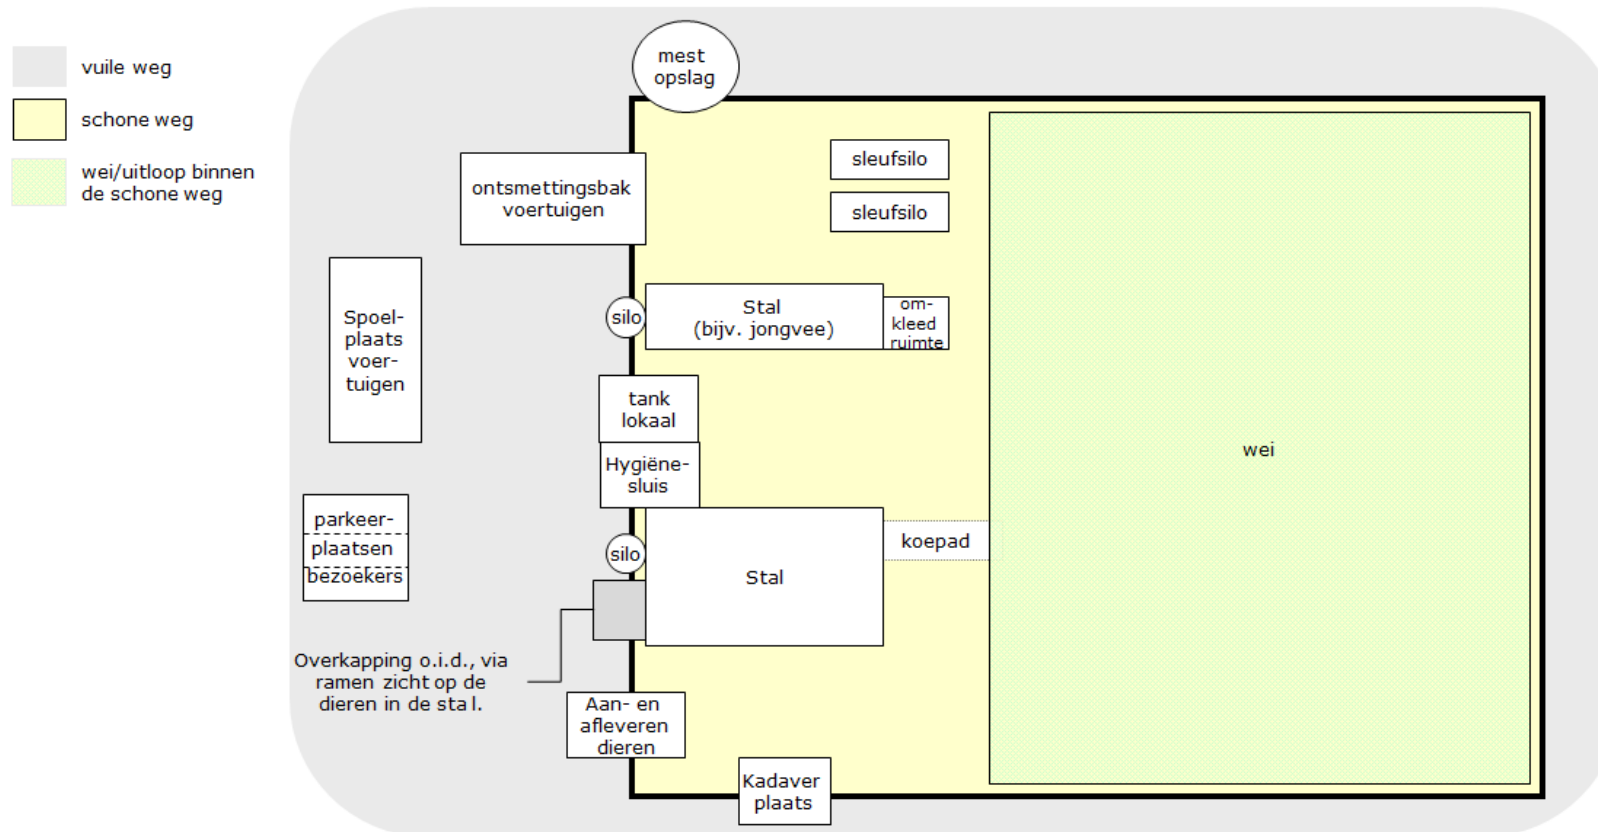 vuile weg
schone weg
wei/uitloop binnen
de schone weg
mest
opslag
ontsmettingsbak
voertuigen
sleufsilo
sleufsilo
Spoel-
plaats
voer-
tuigen
silo
Stal
(bijv. jongvee)
om-
kleed
ruimte
tank
lokaal
Hygiëne-
sluis
wei
parkeer-
plaatsen
bezoekers
silo
Stal
koepad
Overkapping o.i.d., via
ramen zicht op de
dieren in de stal.
Aan- en
afleveren
dieren
Kadaver
plaats